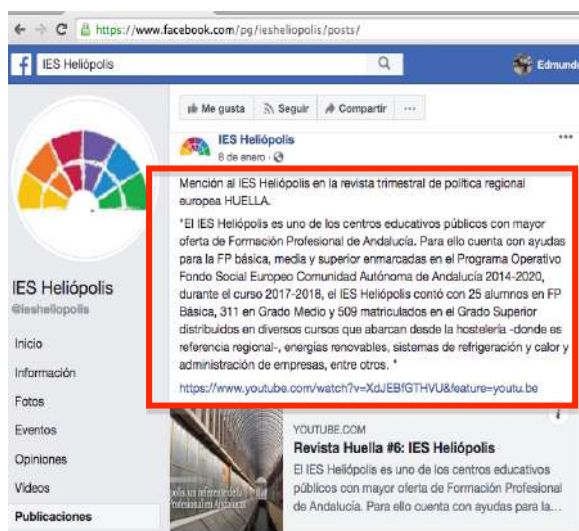 https://www.facebook.com/pg/iesheliopolis/posts/
f IES Heliópolis
Edmundo
Me gusta Seguir Compartir ...
IES Heliópolis
8 de enero
Mención al IES Heliópolis en la revista trimestral de política regional
europea HUELLA.
"El IES Heliópolis es uno de los centros educativos públicos con mayor
oferta de Formación Profesional de Andalucía. Para ello cuenta con ayudas
para la FP básica, media y superior enmarcadas en el Programa Operativo
Fondo Social Europeo Comunidad Autónoma de Andalucía 2014-2020,
durante el curso 2017-2018, el IES Heliópolis contó con 25 alumnos en FP
Básica, 311 en Grado Medio y 509 matriculados en el Grado Superior
distribuidos en diversos cursos que abarcan desde la hostelería -donde es
referencia regional-, energías renovables, sistemas de refrigeración y calor y
administración de empresas, entre otros. "
https://www.youtube.com/watch?v=XdJEBfGTHVU&feature=youtu.be
IES Heliópolis
@iesheliopolis
Inicio
Información
Fotos
Eventos
Opiniones
Vídeos
Publicaciones
YOUTUBE.COM
Revista Huella #6: IES Heliópolis
El IES Heliópolis es uno de los centros educativos
públicos con mayor oferta de Formación Profesional
de Andalucía. Para ello cuenta con ayudas para la...